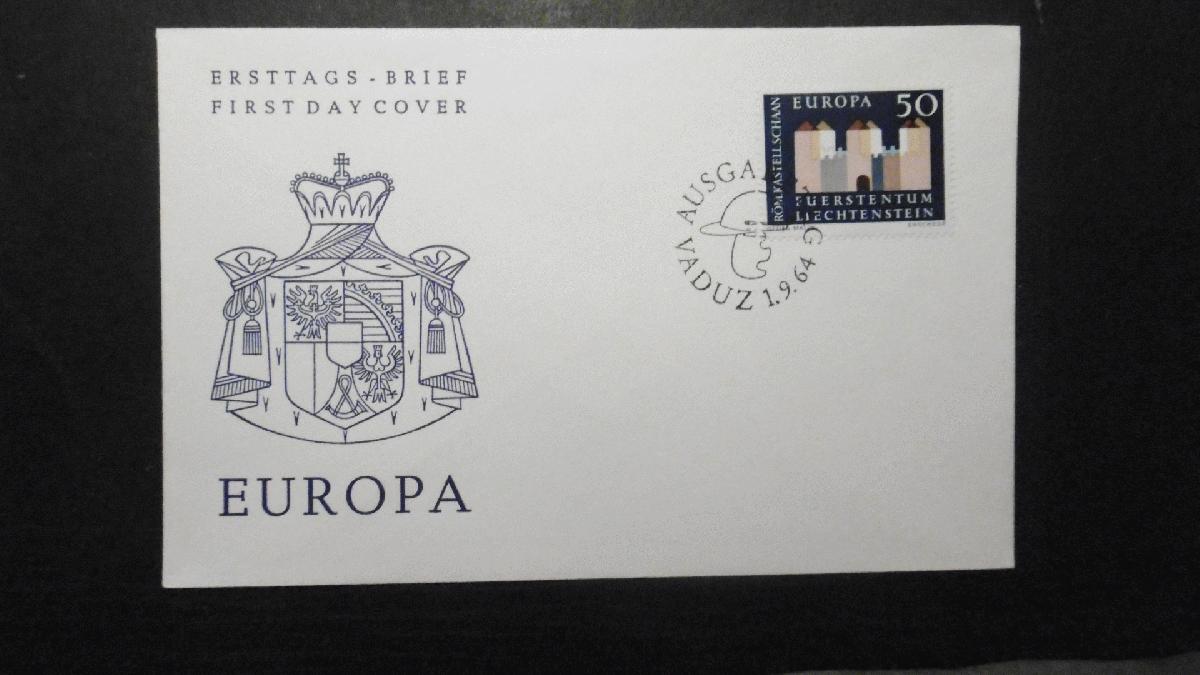 ERSTTAGS - BRIEF
FIRST DAY COVER
EUROPA 50
RÖM.KASTELL SCHAAN
FUERSTENTUM
LIECHTENSTEIN
VADUZ 1.9.64
EUROPA